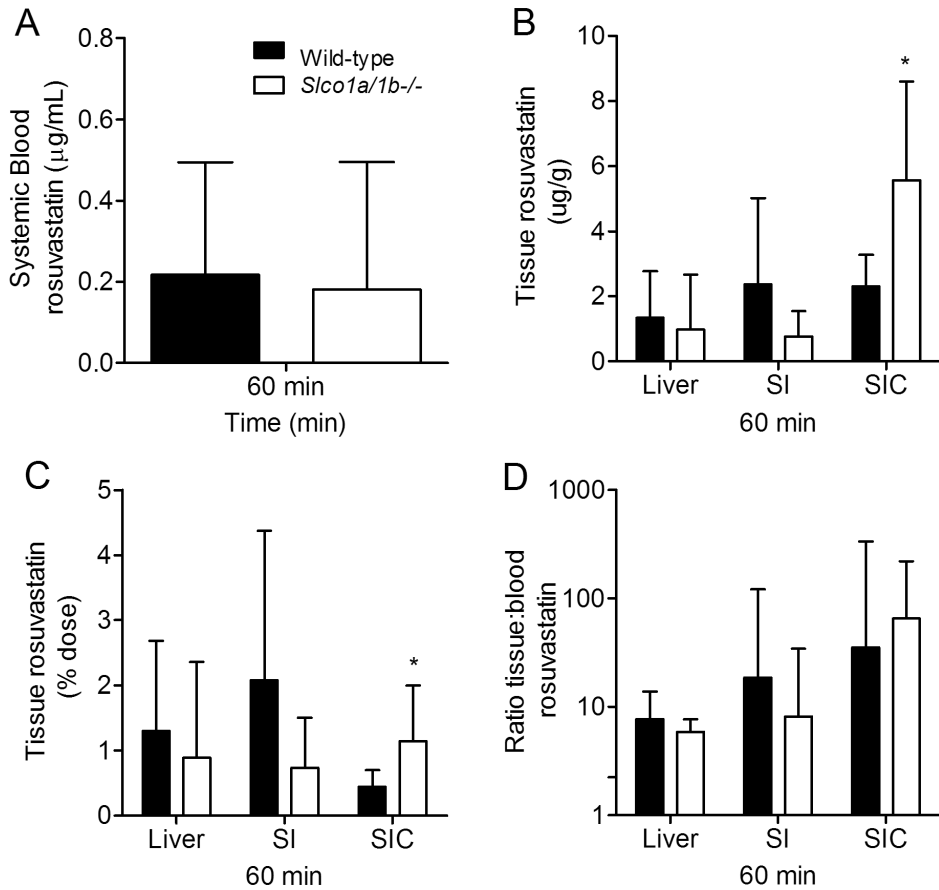 A
Systemic Blood
rosuvastatin (μg/mL)
0.8
0.6
0.4
0.2
0.0
Wild-type
Slco1a/1b-/-
60 min
Time (min)
B
Tissue rosuvastatin
(ug/g)
10
8
6
4
2
0
*
Liver SI SIC
60 min
C
Tissue rosuvastatin
(% dose)
5
4
3
2
1
0
*
Liver SI SIC
60 min
D
Ratio tissue:blood
rosuvastatin
1000
100
10
1
Liver SI SIC
60 min